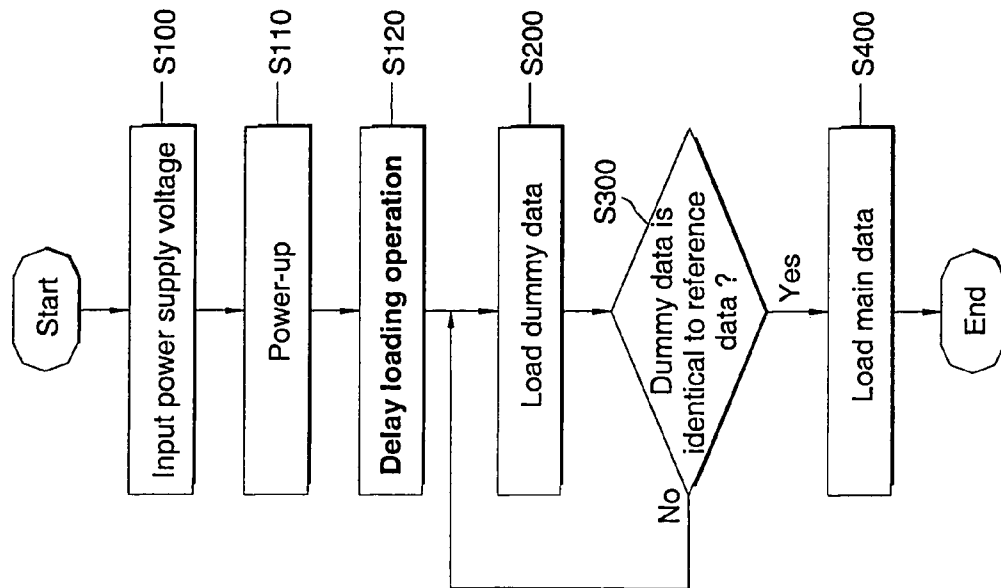 Start
Input power supply voltage
S100
Power-up
S110
Delay loading operation
S120
Load dummy data
S200
S300
Dummy data is
identical to reference
data ?
No
Yes
Load main data
S400
End